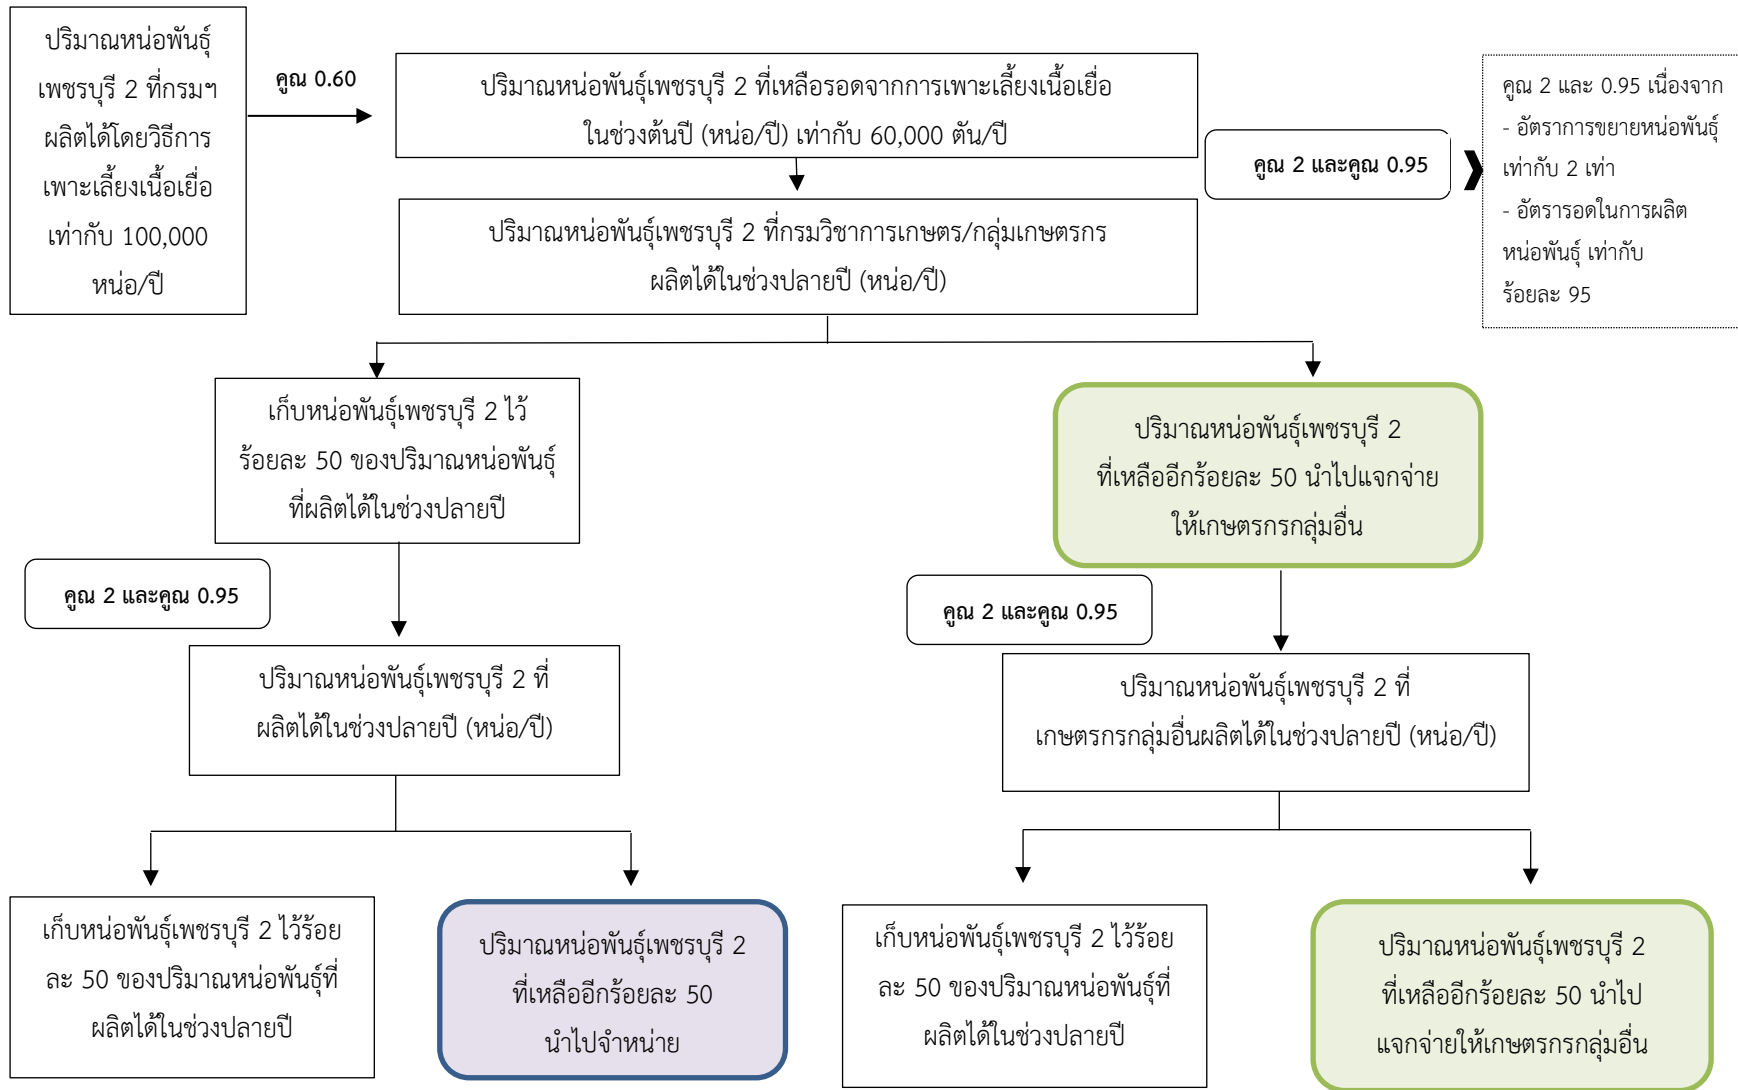 ปริมาณหน่อพันธุ์
เพชรบุรี 2 ที่กรมฯ
ผลิตได้โดยวิธีการ
เพาะเลี้ยงเนื้อเยื่อ
เท่ากับ 100,000
หน่อ/ปี
คูณ 0.60
ปริมาณหน่อพันธุ์เพชรบุรี 2 ที่เหลือรอดจากการเพาะเลี้ยงเนื้อเยื่อ
ในช่วงต้นปี (หน่อ/ปี) เท่ากับ 60,000 ตัน/ปี
คูณ 2 และคูณ 0.95
คูณ 2 และ 0.95 เนื่องจาก
- อัตราการขยายหน่อพันธุ์
เท่ากับ 2 เท่า
- อัตรารอดในการผลิต
หน่อพันธุ์ เท่ากับ
ร้อยละ 95
ปริมาณหน่อพันธุ์เพชรบุรี 2 ที่กรมวิชาการเกษตร/กลุ่มเกษตรกร
ผลิตได้ในช่วงปลายปี (หน่อ/ปี)
เก็บหน่อพันธุ์เพชรบุรี 2 ไว้
ร้อยละ 50 ของปริมาณหน่อพันธุ์
ที่ผลิตได้ในช่วงปลายปี
ปริมาณหน่อพันธุ์เพชรบุรี 2
ที่เหลืออีกร้อยละ 50 นำไปแจกจ่าย
ให้เกษตรกรกลุ่มอื่น
คูณ 2 และคูณ 0.95
คูณ 2 และคูณ 0.95
ปริมาณหน่อพันธุ์เพชรบุรี 2 ที่
ผลิตได้ในช่วงปลายปี (หน่อ/ปี)
ปริมาณหน่อพันธุ์เพชรบุรี 2 ที่
เกษตรกรกลุ่มอื่นผลิตได้ในช่วงปลายปี (หน่อ/ปี)
เก็บหน่อพันธุ์เพชรบุรี 2 ไว้ร้อย
ละ 50 ของปริมาณหน่อพันธุ์ที่
ผลิตได้ในช่วงปลายปี
ปริมาณหน่อพันธุ์เพชรบุรี 2
ที่เหลืออีกร้อยละ 50
นำไปจำหน่าย
เก็บหน่อพันธุ์เพชรบุรี 2 ไว้ร้อย
ละ 50 ของปริมาณหน่อพันธุ์ที่
ผลิตได้ในช่วงปลายปี
ปริมาณหน่อพันธุ์เพชรบุรี 2
ที่เหลืออีกร้อยละ 50 นำไป
แจกจ่ายให้เกษตรกรกลุ่มอื่น